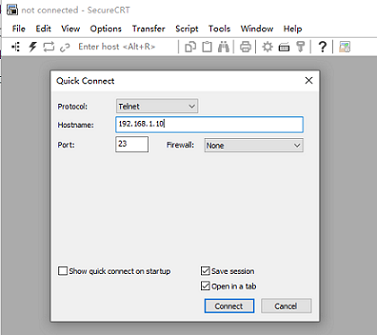 not connected - SecureCRT
File Edit View Options Transfer Script Tools Window Help
Enter host <Alt+R>
Quick Connect
Protocol: Telnet
Hostname: 192.168.1.10
Port: 23 Firewall: None
Show quick connect on startup Save session
Open in a tab
Connect Cancel